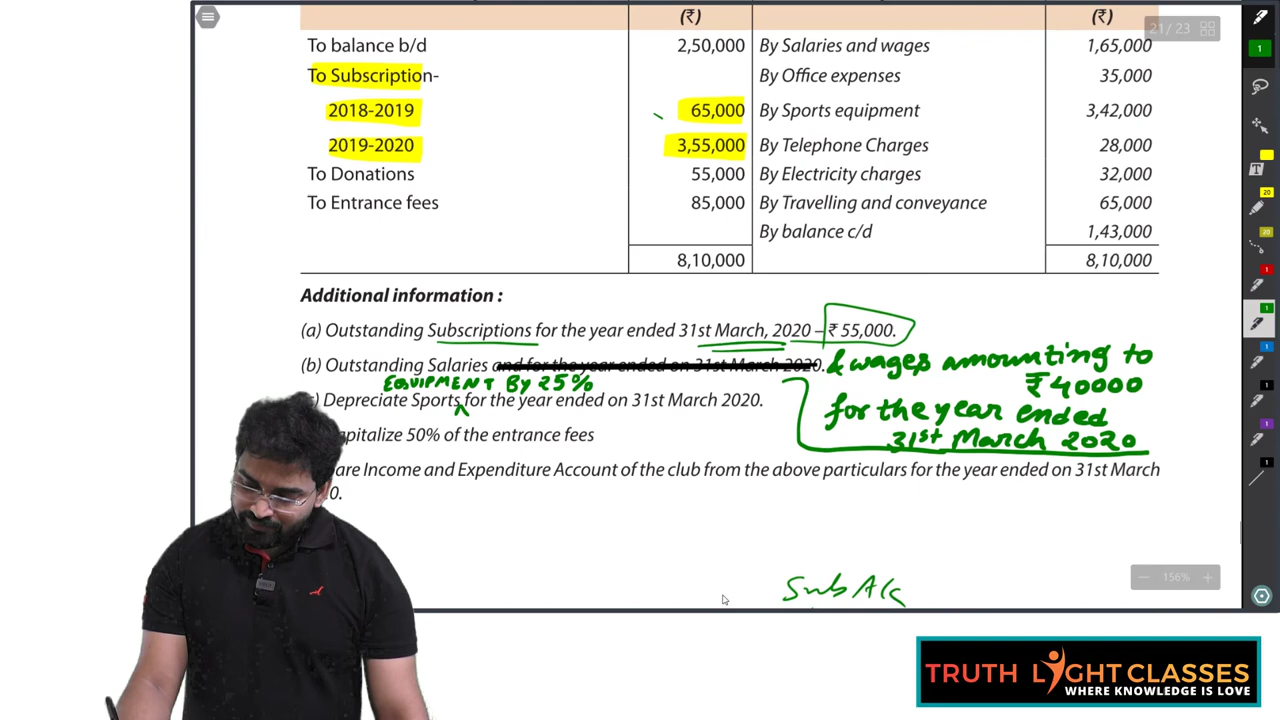 (₹) (₹)
21 / 23
To balance b/d 2,50,000 By Salaries and wages 1,65,000
To Subscription- By Office expenses 35,000
2018-2019 65,000 By Sports equipment 3,42,000
2019-2020 3,55,000 By Telephone Charges 28,000
To Donations 55,000 By Electricity charges 32,000
To Entrance fees 85,000 By Travelling and conveyance 65,000
By balance c/d 1,43,000
8,10,000 8,10,000
Additional information :
(a) Outstanding Subscriptions for the year ended 31st March, 2020 – ₹ 55,000.
(b) Outstanding Salaries and for the year ended on 31st March 2020. & wages amounting to
₹40000
for the year ended
31st March 2020
EQUIPMENT By 25%
) Depreciate Sports for the year ended on 31st March 2020.
apitalize 50% of the entrance fees
are Income and Expenditure Account of the club from the above particulars for the year ended on 31st March
0.
156%
Sub A/c
TRUTH LIGHT CLASSES
WHERE KNOWLEDGE IS LOVE